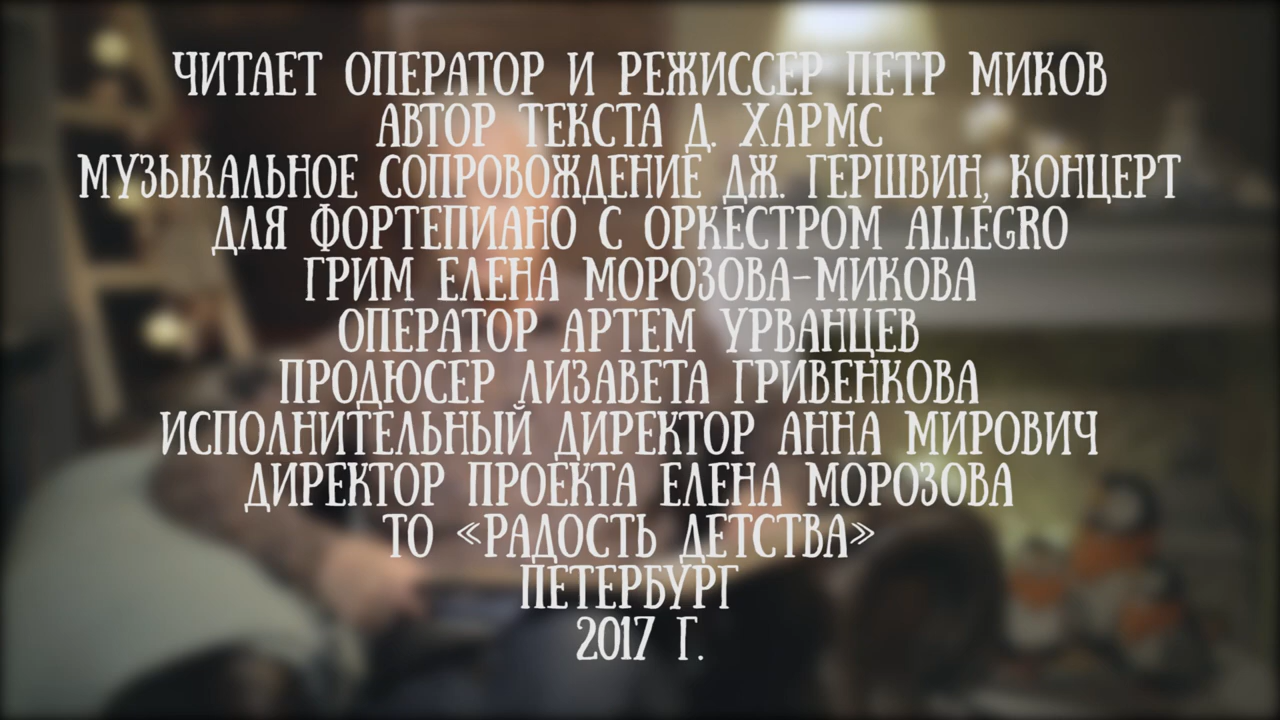 ЧИТАЕТ ОПЕРАТОР И РЕЖИССЕР ПЕТР МИКОВ
АВТОР ТЕКСТА Д. ХАРМС
МУЗЫКАЛЬНОЕ СОПРОВОЖДЕНИЕ ДЖ. ГЕРШВИН, КОНЦЕРТ
ДЛЯ ФОРТЕПИАНО С ОРКЕСТРОМ ALLEGRO
ГРИМ ЕЛЕНА МОРОЗОВА-МИКОВА
ОПЕРАТОР АРТЕМ УРВАНЦЕВ
ПРОДЮСЕР ЛИЗАВЕТА ГРИВЕНКОВА
ИСПОЛНИТЕЛЬНЫЙ ДИРЕКТОР АННА МИРОВИЧ
ДИРЕКТОР ПРОЕКТА ЕЛЕНА МОРОЗОВА
ТО «РАДОСТЬ ДЕТСТВА»
ПЕТЕРБУРГ
2017 Г.